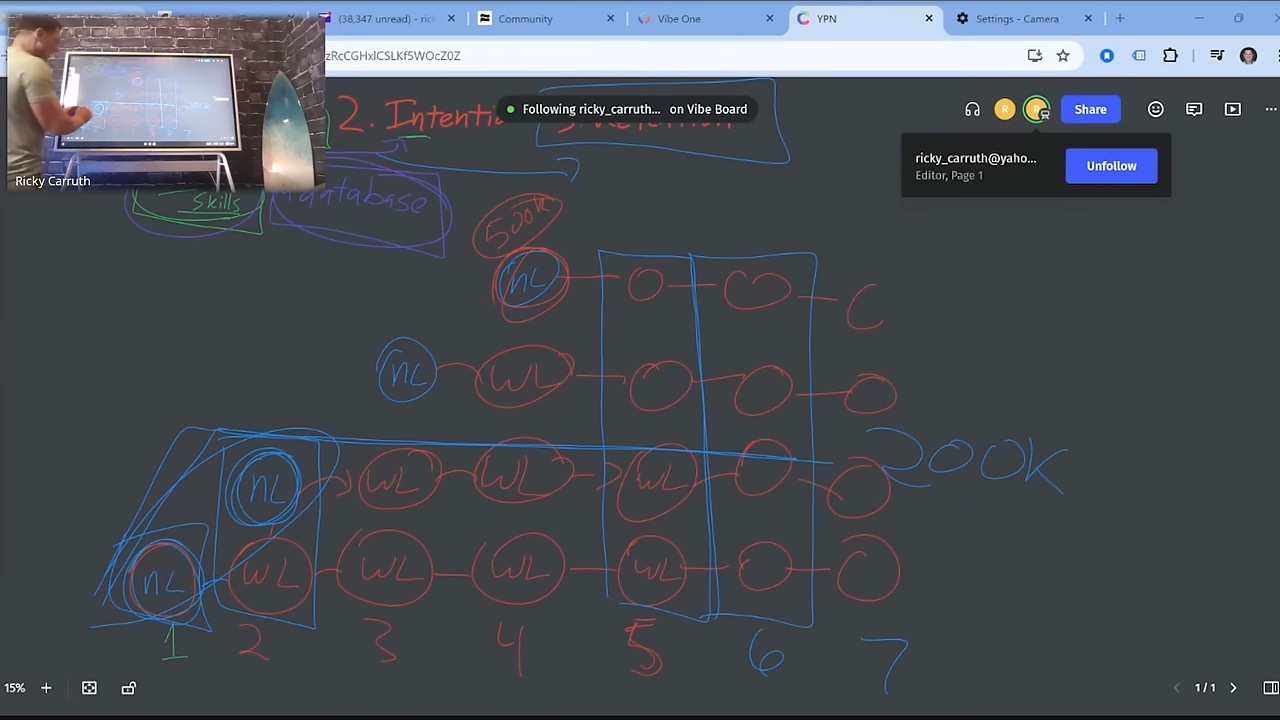 (38,347 unread) - ric
Community
Vibe One
YPN
Settings - Camera
zRcCGHxlCSLKf5WOcZ0Z
2. Intenti
Following ricky_carruth... on Vibe Board
R
Share
ricky_carruth@yaho...
Editor, Page 1
Unfollow
Ricky Carruth
Skills
database
500K
NL
NL WL
NL WL WL WL
200K
NL WL WL WL WL
1 2 3 4 5 6 7
15%
1/1